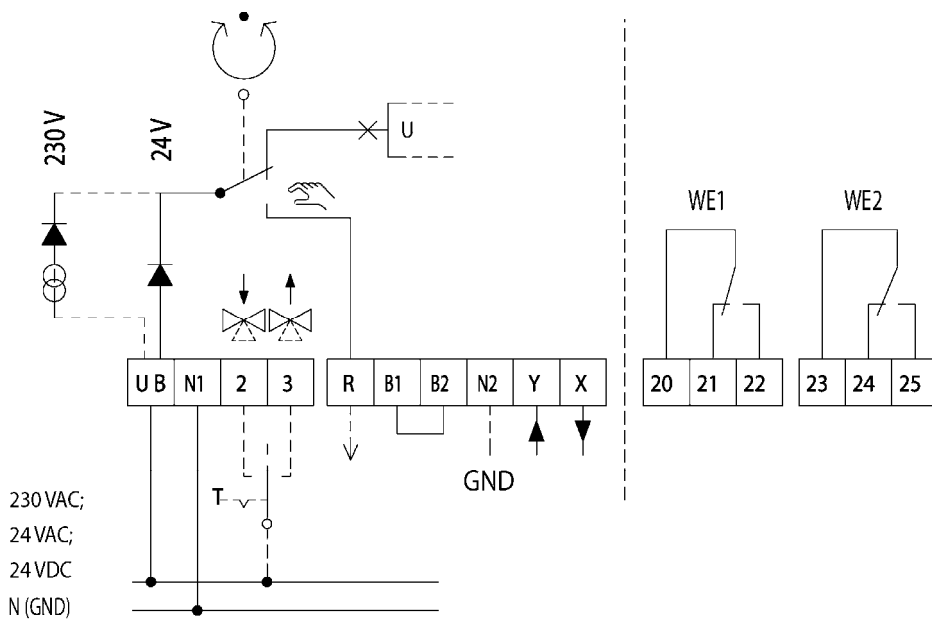 230 V
24 V
U
WE1
WE2
U B N1 2 3
R B1 B2 N2 Y X
20 21 22
23 24 25
GND
T
230 VAC;
24 VAC;
24 VDC
N (GND)